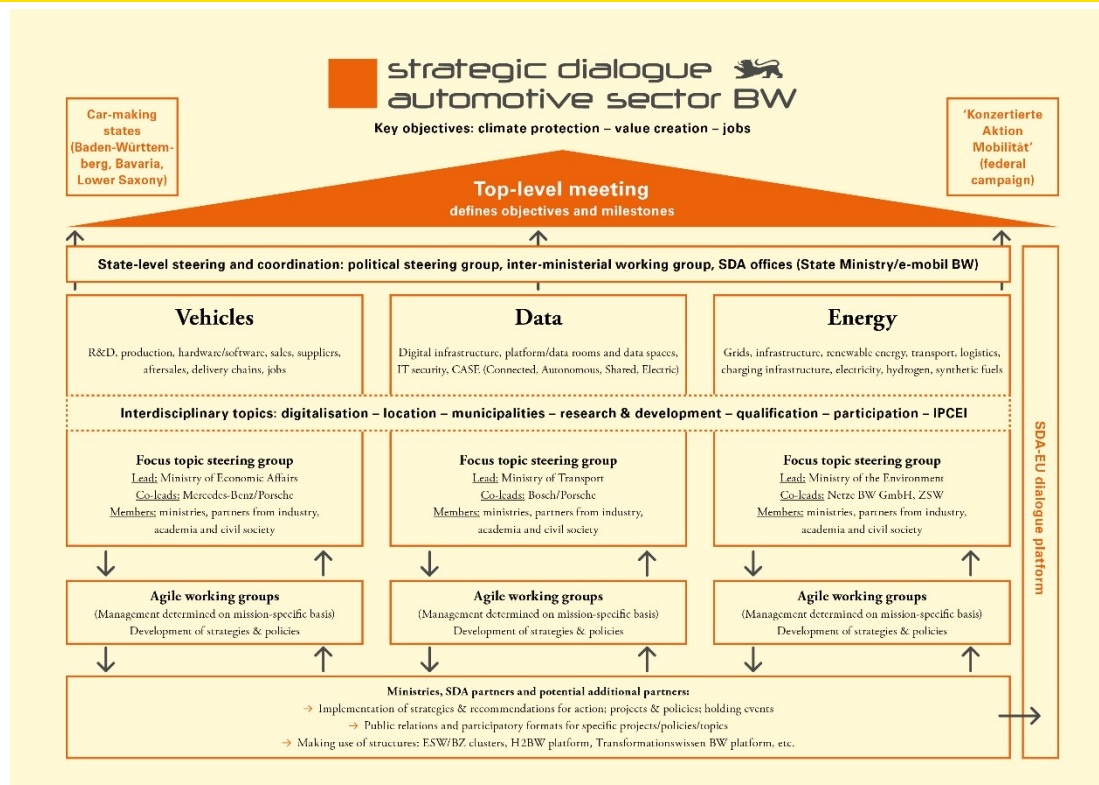 strategic dialogue
automotive sector BW
Key objectives: climate protection – value creation – jobs
Car-making
states
(Baden-Württem-
berg, Bavaria,
Lower Saxony)
'Konzertierte
Aktion
Mobilität'
(federal
campaign)
Top-level meeting
defines objectives and milestones
State-level steering and coordination: political steering group, inter-ministerial working group, SDA offices (State Ministry/e-mobil BW)
Vehicles
R&D, production, hardware/software, sales, suppliers,
aftersales, delivery chains, jobs
Data
Digital infrastructure, platform/data rooms and data spaces,
IT security, CASE (Connected, Autonomous, Shared, Electric)
Energy
Grids, infrastructure, renewable energy, transport, logistics,
charging infrastructure, electricity, hydrogen, synthetic fuels
Interdisciplinary topics: digitalisation – location – municipalities – research & development – qualification – participation – IPCEI
Focus topic steering group
Lead: Ministry of Economic Affairs
Co-leads: Mercedes-Benz/Porsche
Members: ministries, partners from industry,
academia and civil society
Focus topic steering group
Lead: Ministry of Transport
Co-leads: Bosch/Porsche
Members: ministries, partners from industry,
academia and civil society
Focus topic steering group
Lead: Ministry of the Environment
Co-leads: Netze BW GmbH, ZSW
Members: ministries, partners from industry,
academia and civil society
Agile working groups
(Management determined on mission-specific basis)
Development of strategies & policies
Agile working groups
(Management determined on mission-specific basis)
Development of strategies & policies
Agile working groups
(Management determined on mission-specific basis)
Development of strategies & policies
Ministries, SDA partners and potential additional partners:
→ Implementation of strategies & recommendations for action; projects & policies; holding events
→ Public relations and participatory formats for specific projects/policies/topics
→ Making use of structures: ESW/BZ clusters, H2BW platform, Transformationswissen BW platform, etc.
SDA-EU dialogue platform